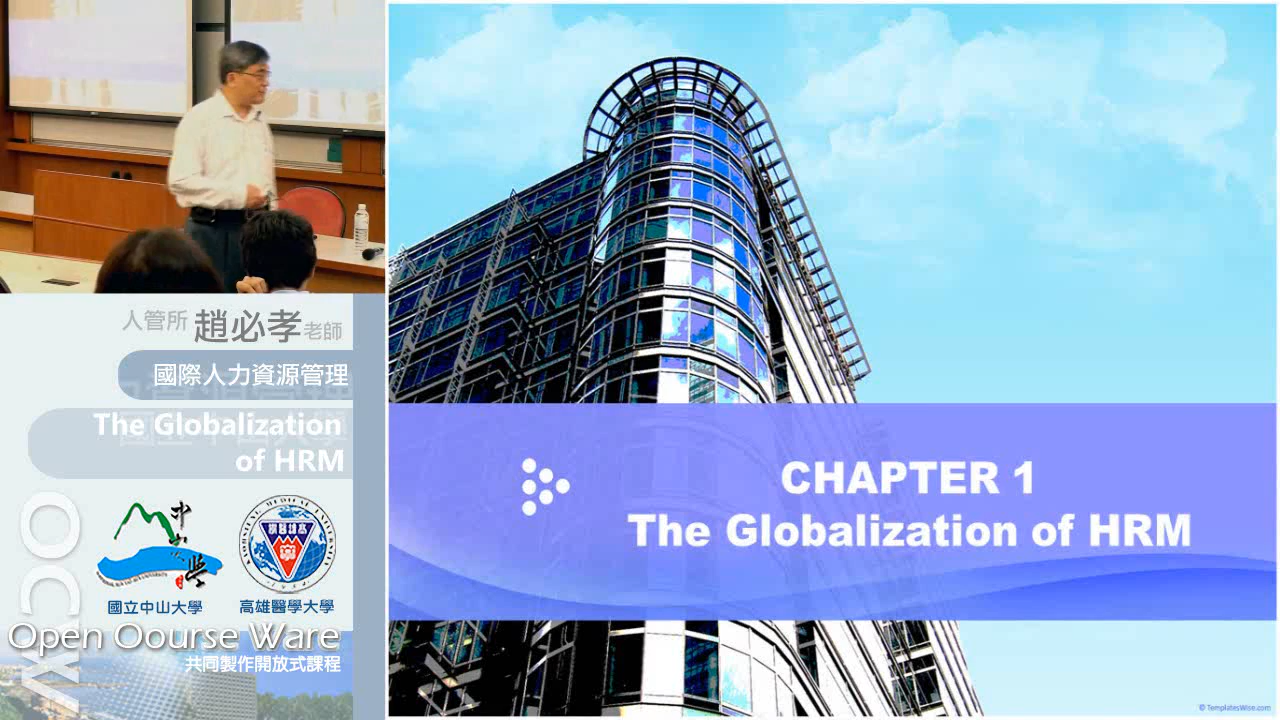 人管所 趙必孝老師
國際人力資源管理
The Globalization
of HRM
國立中山大學
高雄醫學大學
Open Oourse Ware
共同製作開放式課程
OCW
CHAPTER 1
The Globalization of HRM
© TemplatesWise.com